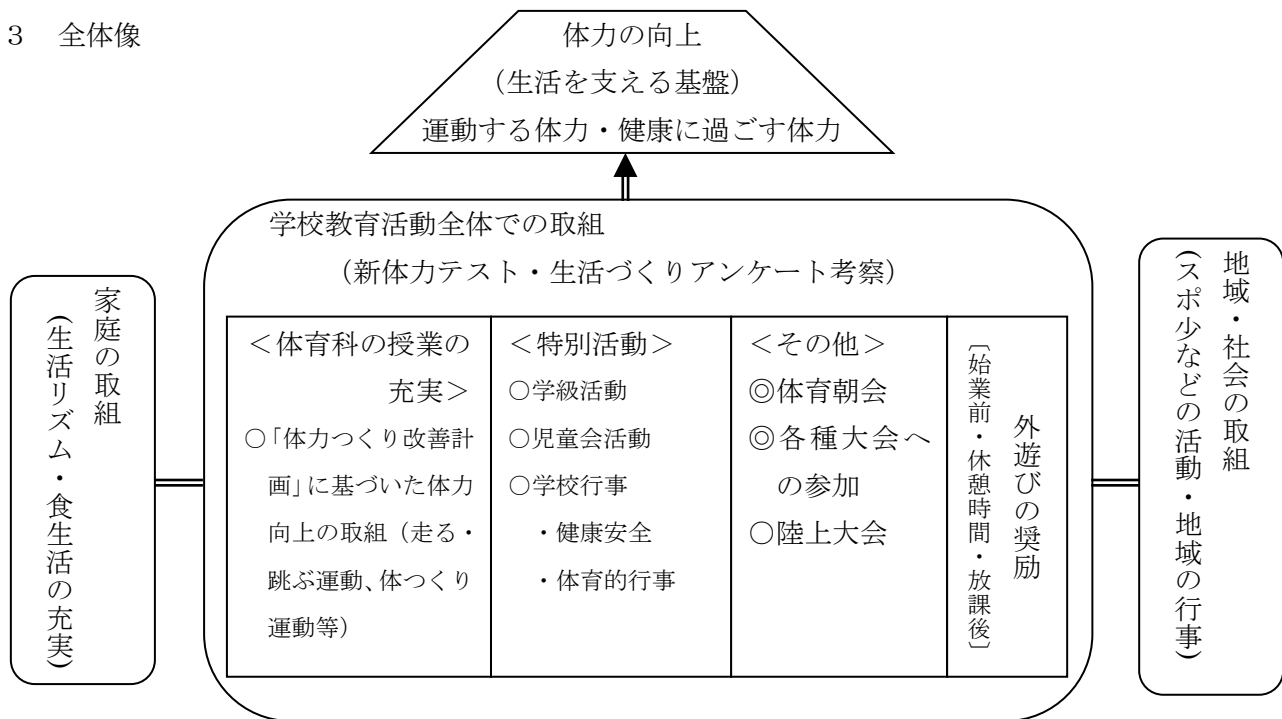 3 全体像
体力の向上
(生活を支える基盤)
運動する体力・健康に過ごす体力
学校教育活動全体での取組
(新体力テスト・生活づくりアンケート考察)
家庭の取組
(生活リズム・食生活の充実)
<体育科の授業の
充実>
○「体力つくり改善計
画」に基づいた体力
向上の取組(走る・
跳ぶ運動、体つくり
運動等)
<特別活動>
○学級活動
○児童会活動
○学校行事
・健康安全
・体育的行事
<その他>
◎体育朝会
◎各種大会へ
の参加
○陸上大会
外遊びの奨励
〔始業前・休憩時間・放課後〕
地域・社会の取組
(スポ少などの活動・地域の行事)